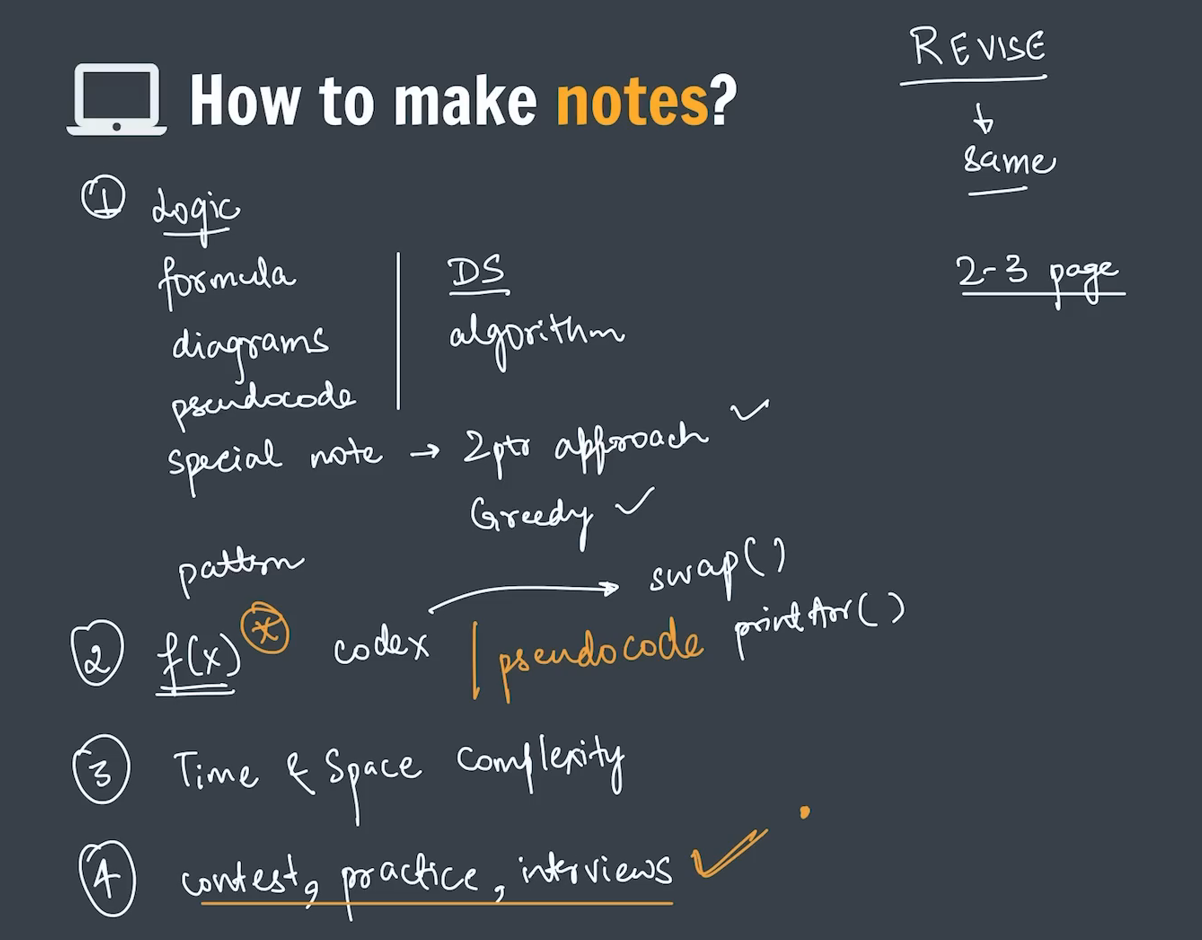 How to make notes?
REVISE
same
2-3 page
① Logic
formula
diagrams
pseudocode
DS
algorithm
special note → 2ptr approach ✓
Greedy ✓
pattern
② f(x) * code x | pseudocode
swap()
printArr()
③ Time & Space Complexity
④ contest, practice, interviews ✓